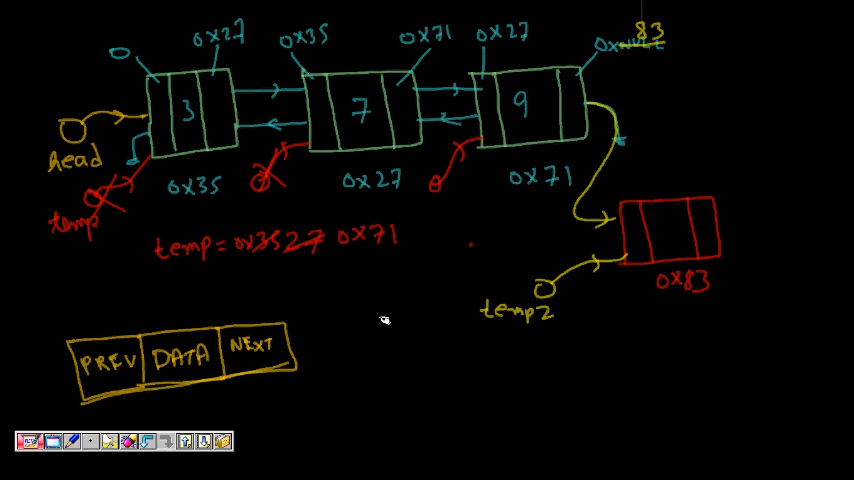 83
0x27 0x35 0x71 0x27 0xNULL
0
3 7 9
head
0x35 0x27 0x71
temp
temp = 0x35 27 0x71
0x83
temp2
PREV DATA NEXT